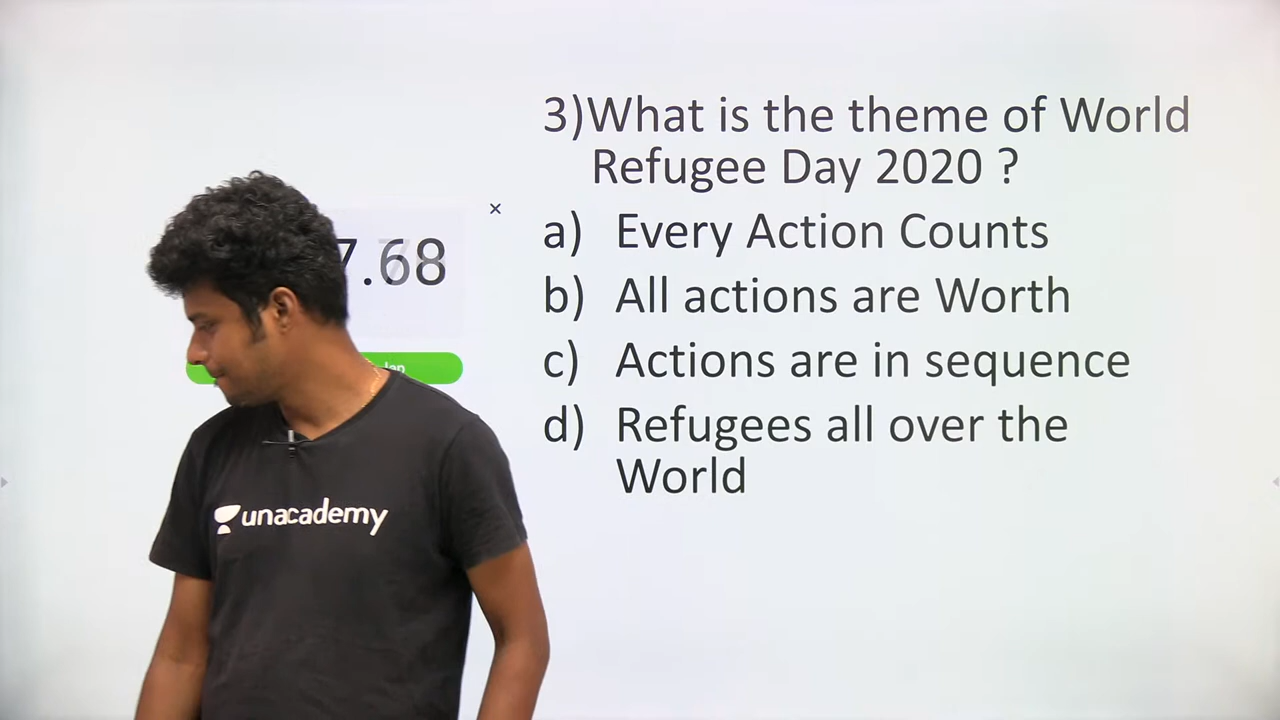 3)What is the theme of World
Refugee Day 2020 ?
a) Every Action Counts
b) All actions are Worth
c) Actions are in sequence
d) Refugees all over the
World
7.68
unacademy